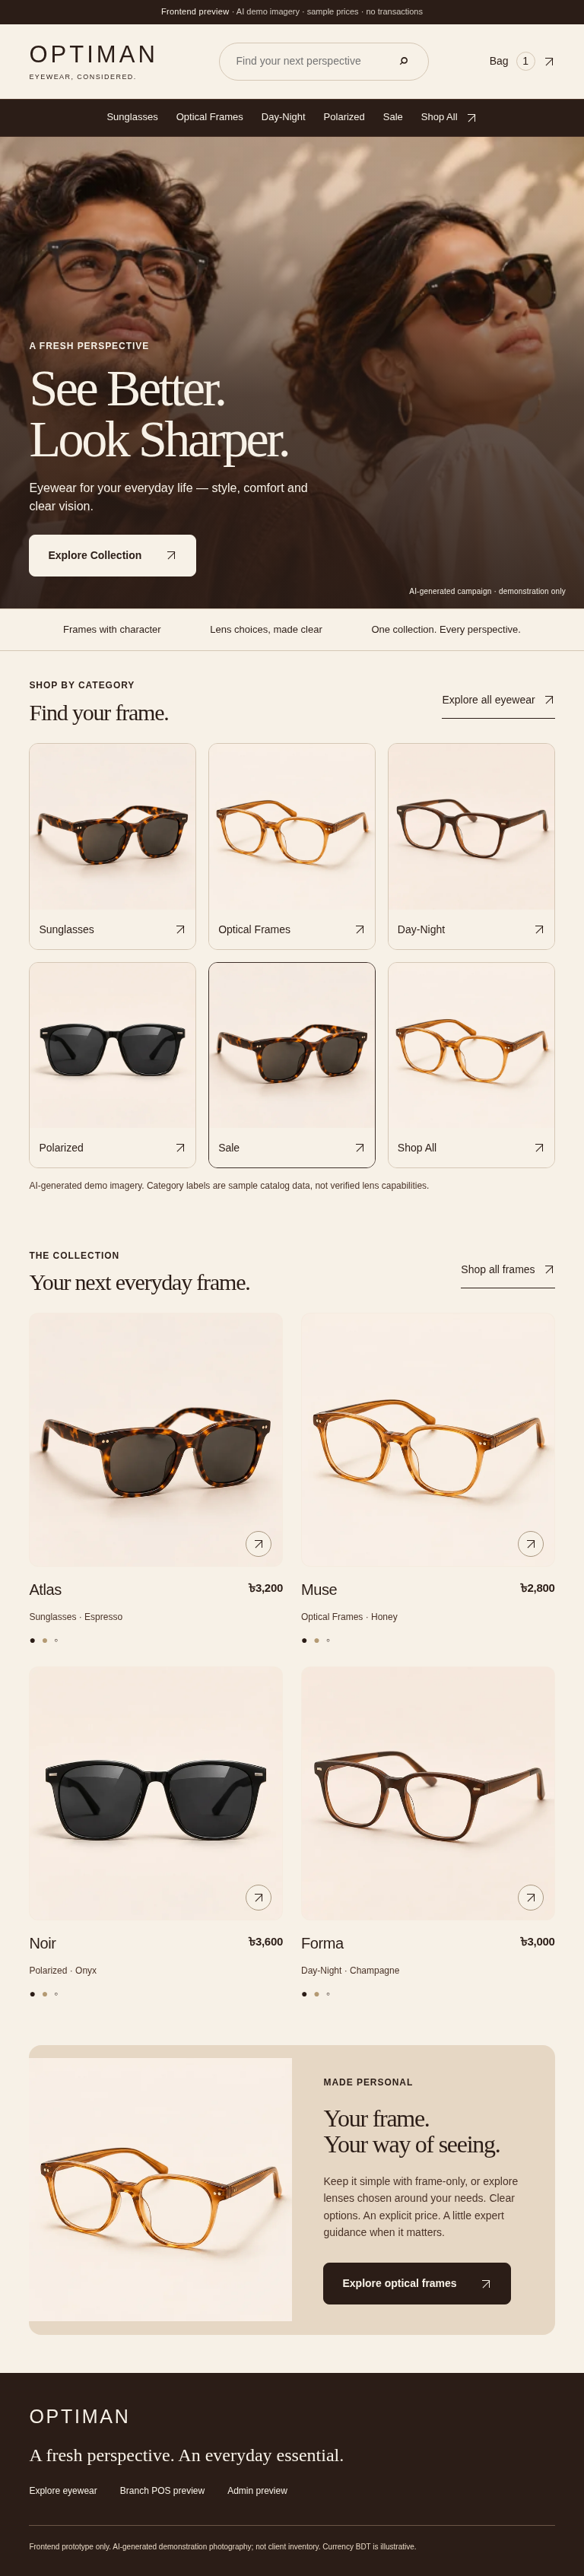 Frontend preview · AI demo imagery · sample prices · no transactions
OPTIMAN
EYEWEAR, CONSIDERED.
Find your next perspective
Bag 1
Sunglasses Optical Frames Day-Night Polarized Sale Shop All
A FRESH PERSPECTIVE
See Better.
Look Sharper.
Eyewear for your everyday life — style, comfort and
clear vision.
Explore Collection
AI-generated campaign · demonstration only
Frames with character Lens choices, made clear One collection. Every perspective.
SHOP BY CATEGORY
Find your frame.
Explore all eyewear
Sunglasses Optical Frames Day-Night
Polarized Sale Shop All
AI-generated demo imagery. Category labels are sample catalog data, not verified lens capabilities.
THE COLLECTION
Your next everyday frame.
Shop all frames
Atlas ৳3,200
Sunglasses · Espresso
Muse ৳2,800
Optical Frames · Honey
Noir ৳3,600
Polarized · Onyx
Forma ৳3,000
Day-Night · Champagne
MADE PERSONAL
Your frame.
Your way of seeing.
Keep it simple with frame-only, or explore
lenses chosen around your needs. Clear
options. An explicit price. A little expert
guidance when it matters.
Explore optical frames
OPTIMAN
A fresh perspective. An everyday essential.
Explore eyewear Branch POS preview Admin preview
Frontend prototype only. AI-generated demonstration photography; not client inventory. Currency BDT is illustrative.